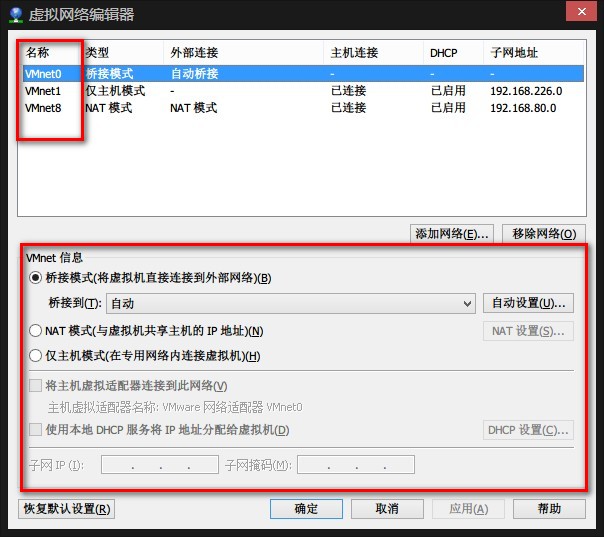 虚拟网络编辑器
名称 类型 外部连接 主机连接 DHCP 子网地址
VMnet0 桥接模式 自动桥接 - - -
VMnet1 仅主机模式 - 已连接 已启用 192.168.226.0
VMnet8 NAT 模式 NAT 模式 已连接 已启用 192.168.80.0
添加网络(E)... 移除网络(O)
VMnet 信息
桥接模式(将虚拟机直接连接到外部网络)(B)
桥接到(T): 自动 自动设置(U)...
NAT 模式(与虚拟机共享主机的 IP 地址)(N) NAT 设置(S)...
仅主机模式(在专用网络内连接虚拟机)(H)
将主机虚拟适配器连接到此网络(V)
主机虚拟适配器名称: VMware 网络适配器 VMnet0
使用本地 DHCP 服务将 IP 地址分配给虚拟机(D) DHCP 设置(C)...
子网 IP (I): . . . 子网掩码(M): . . .
恢复默认设置(R) 确定 取消 应用(A) 帮助